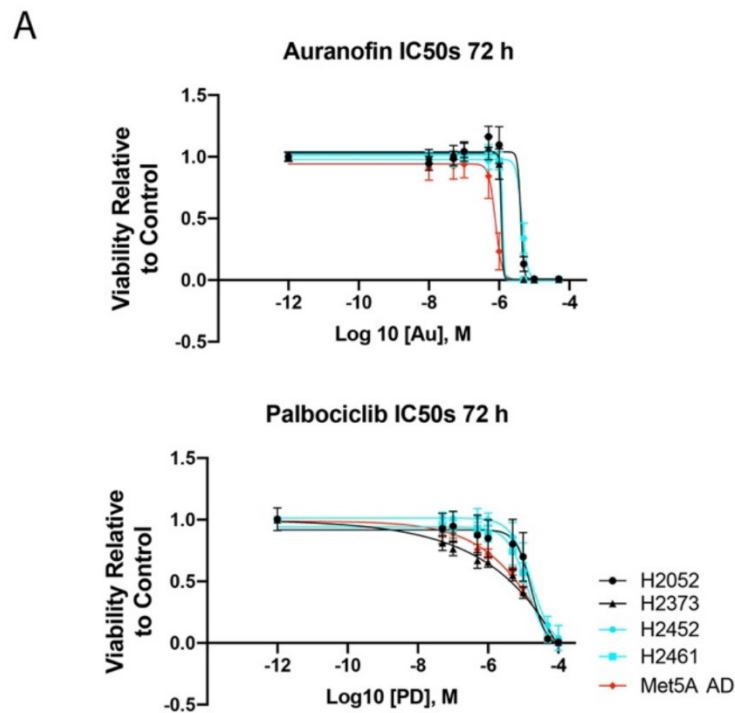 A
Auranofin IC50s 72 h
Viability Relative
to Control
1.5
1.0
0.5
0.0
-0.5
-12
-10
-8
-6
-4
Log 10 [Au], M
Palbociclib IC50s 72 h
Viability Relative
to Control
1.5
1.0
0.5
0.0
-0.5
-12
-10
-8
-6
-4
Log10 [PD], M
H2052
H2373
H2452
H2461
Met5A AD